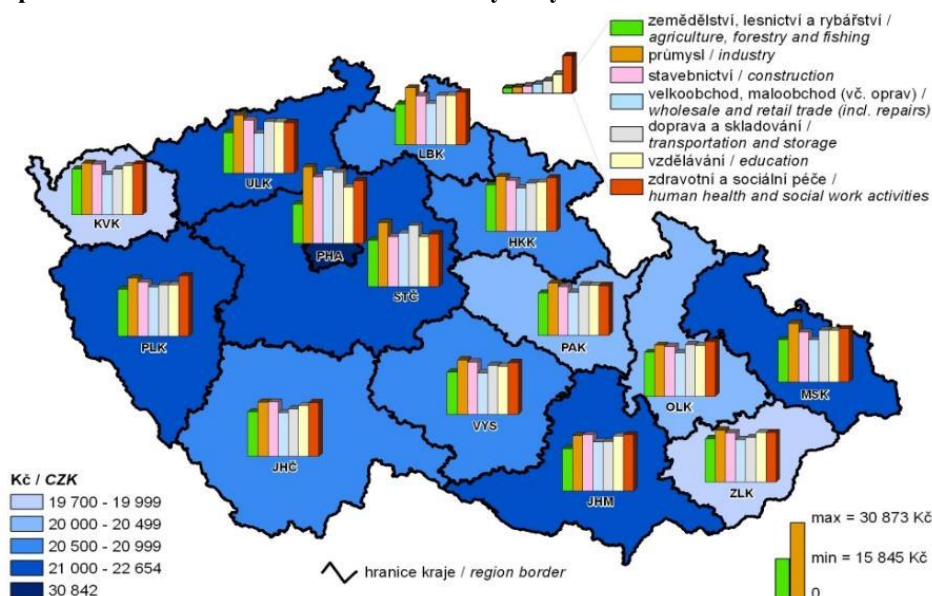 zemědělství, lesnictví a rybářství /
agriculture, forestry and fishing
průmysl / industry
stavebnictví / construction
velkoobchod, maloobchod (vč. oprav) /
wholesale and retail trade (incl. repairs)
doprava a skladování /
transportation and storage
vzdělávání / education
zdravotní a sociální péče /
human health and social work activities
LBK
ULK
KVK
HKK
PHA
STČ
PLK
PAK
OLK
MSK
VYS
JHČ
JHM
ZLK
Kč / CZK
19 700 - 19 999
20 000 - 20 499
20 500 - 20 999
21 000 - 22 654
30 842
hranice kraje / region border
max = 30 873 Kč
min = 15 845 Kč
0